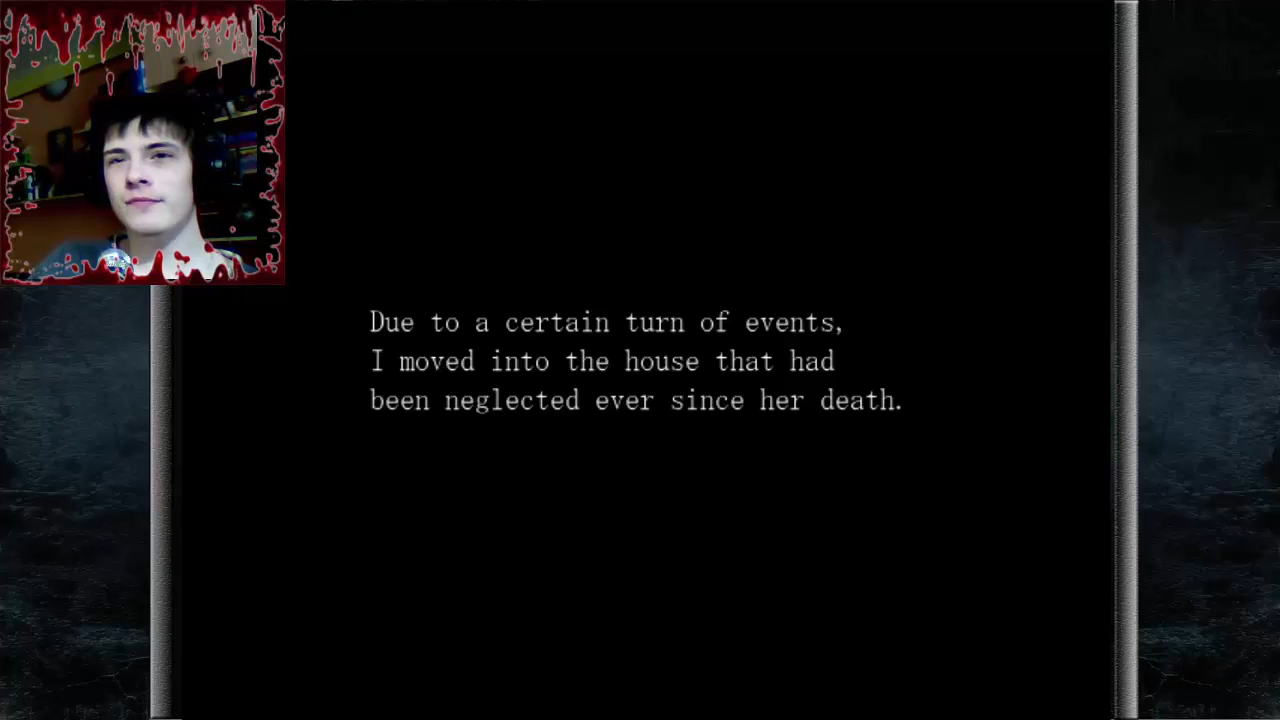 Due to a certain turn of events,
I moved into the house that had
been neglected ever since her death.